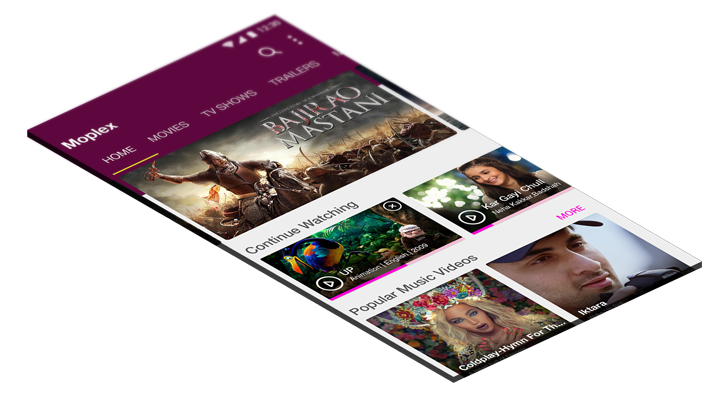 12:30
Moplex
HOME MOVIES TV SHOWS TRAILERS
BAJIRAO
MASTANI
Continue Watching
UP
Animation | English | 2009
Kar Gayi Chull
Neha Kakkar, Badshah
Popular Music Videos
MORE
Coldplay-Hymn For Th...
Iktara